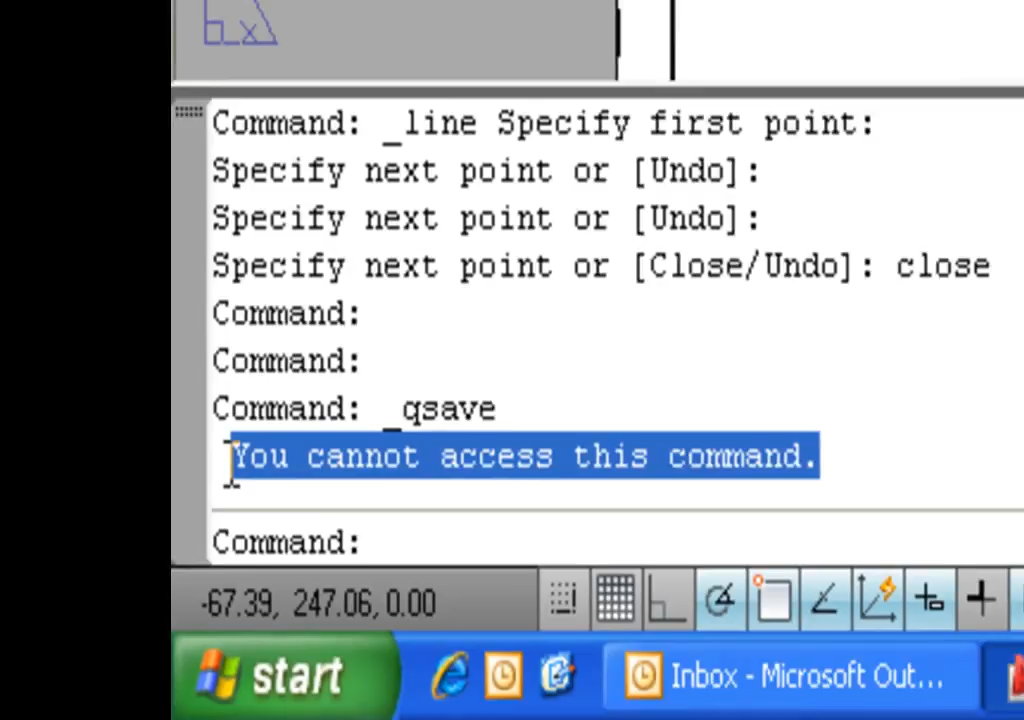 Command: _line Specify first point:
Specify next point or [Undo]:
Specify next point or [Undo]:
Specify next point or [Close/Undo]: close
Command:
Command:
Command: _qsave
You cannot access this command.
Command:
-67.39, 247.06, 0.00
start
Inbox - Microsoft Out...